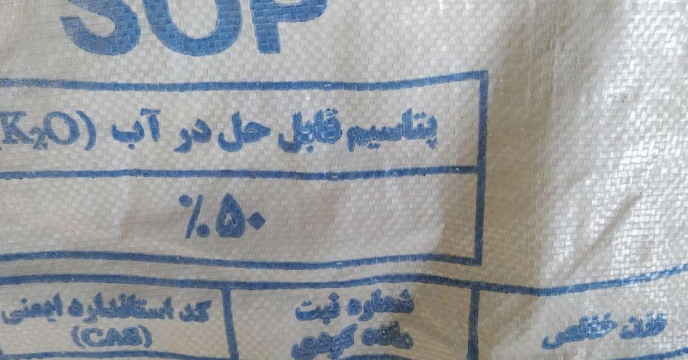 SOP
پتاسیم قابل حل در آب (K₂O)
٪۵۰
وزن خالص
شماره ثبت
ماده کودی
کد استاندارد ایمنی
(CAS)